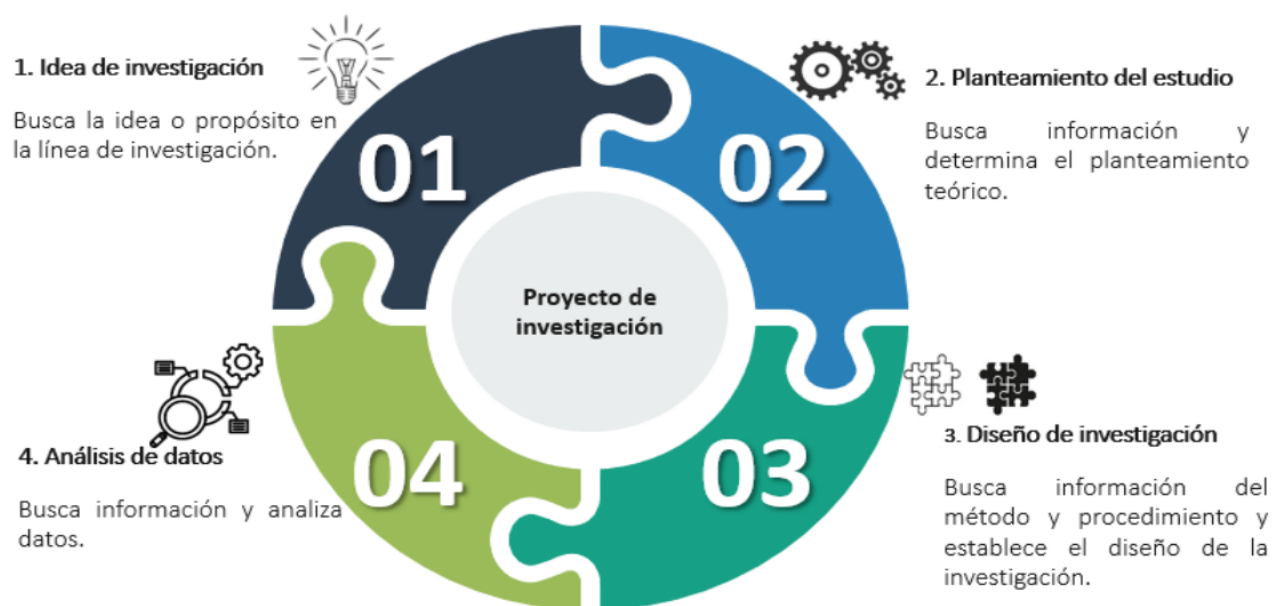 1. Idea de investigación
Busca la idea o propósito en
la línea de investigación.
01
02
2. Planteamiento del estudio
Busca información y
determina el planteamiento
teórico.
Proyecto de
investigación
4. Análisis de datos
Busca información y analiza
datos.
04
03
3. Diseño de investigación
Busca información del
método y procedimiento y
establece el diseño de la
investigación.